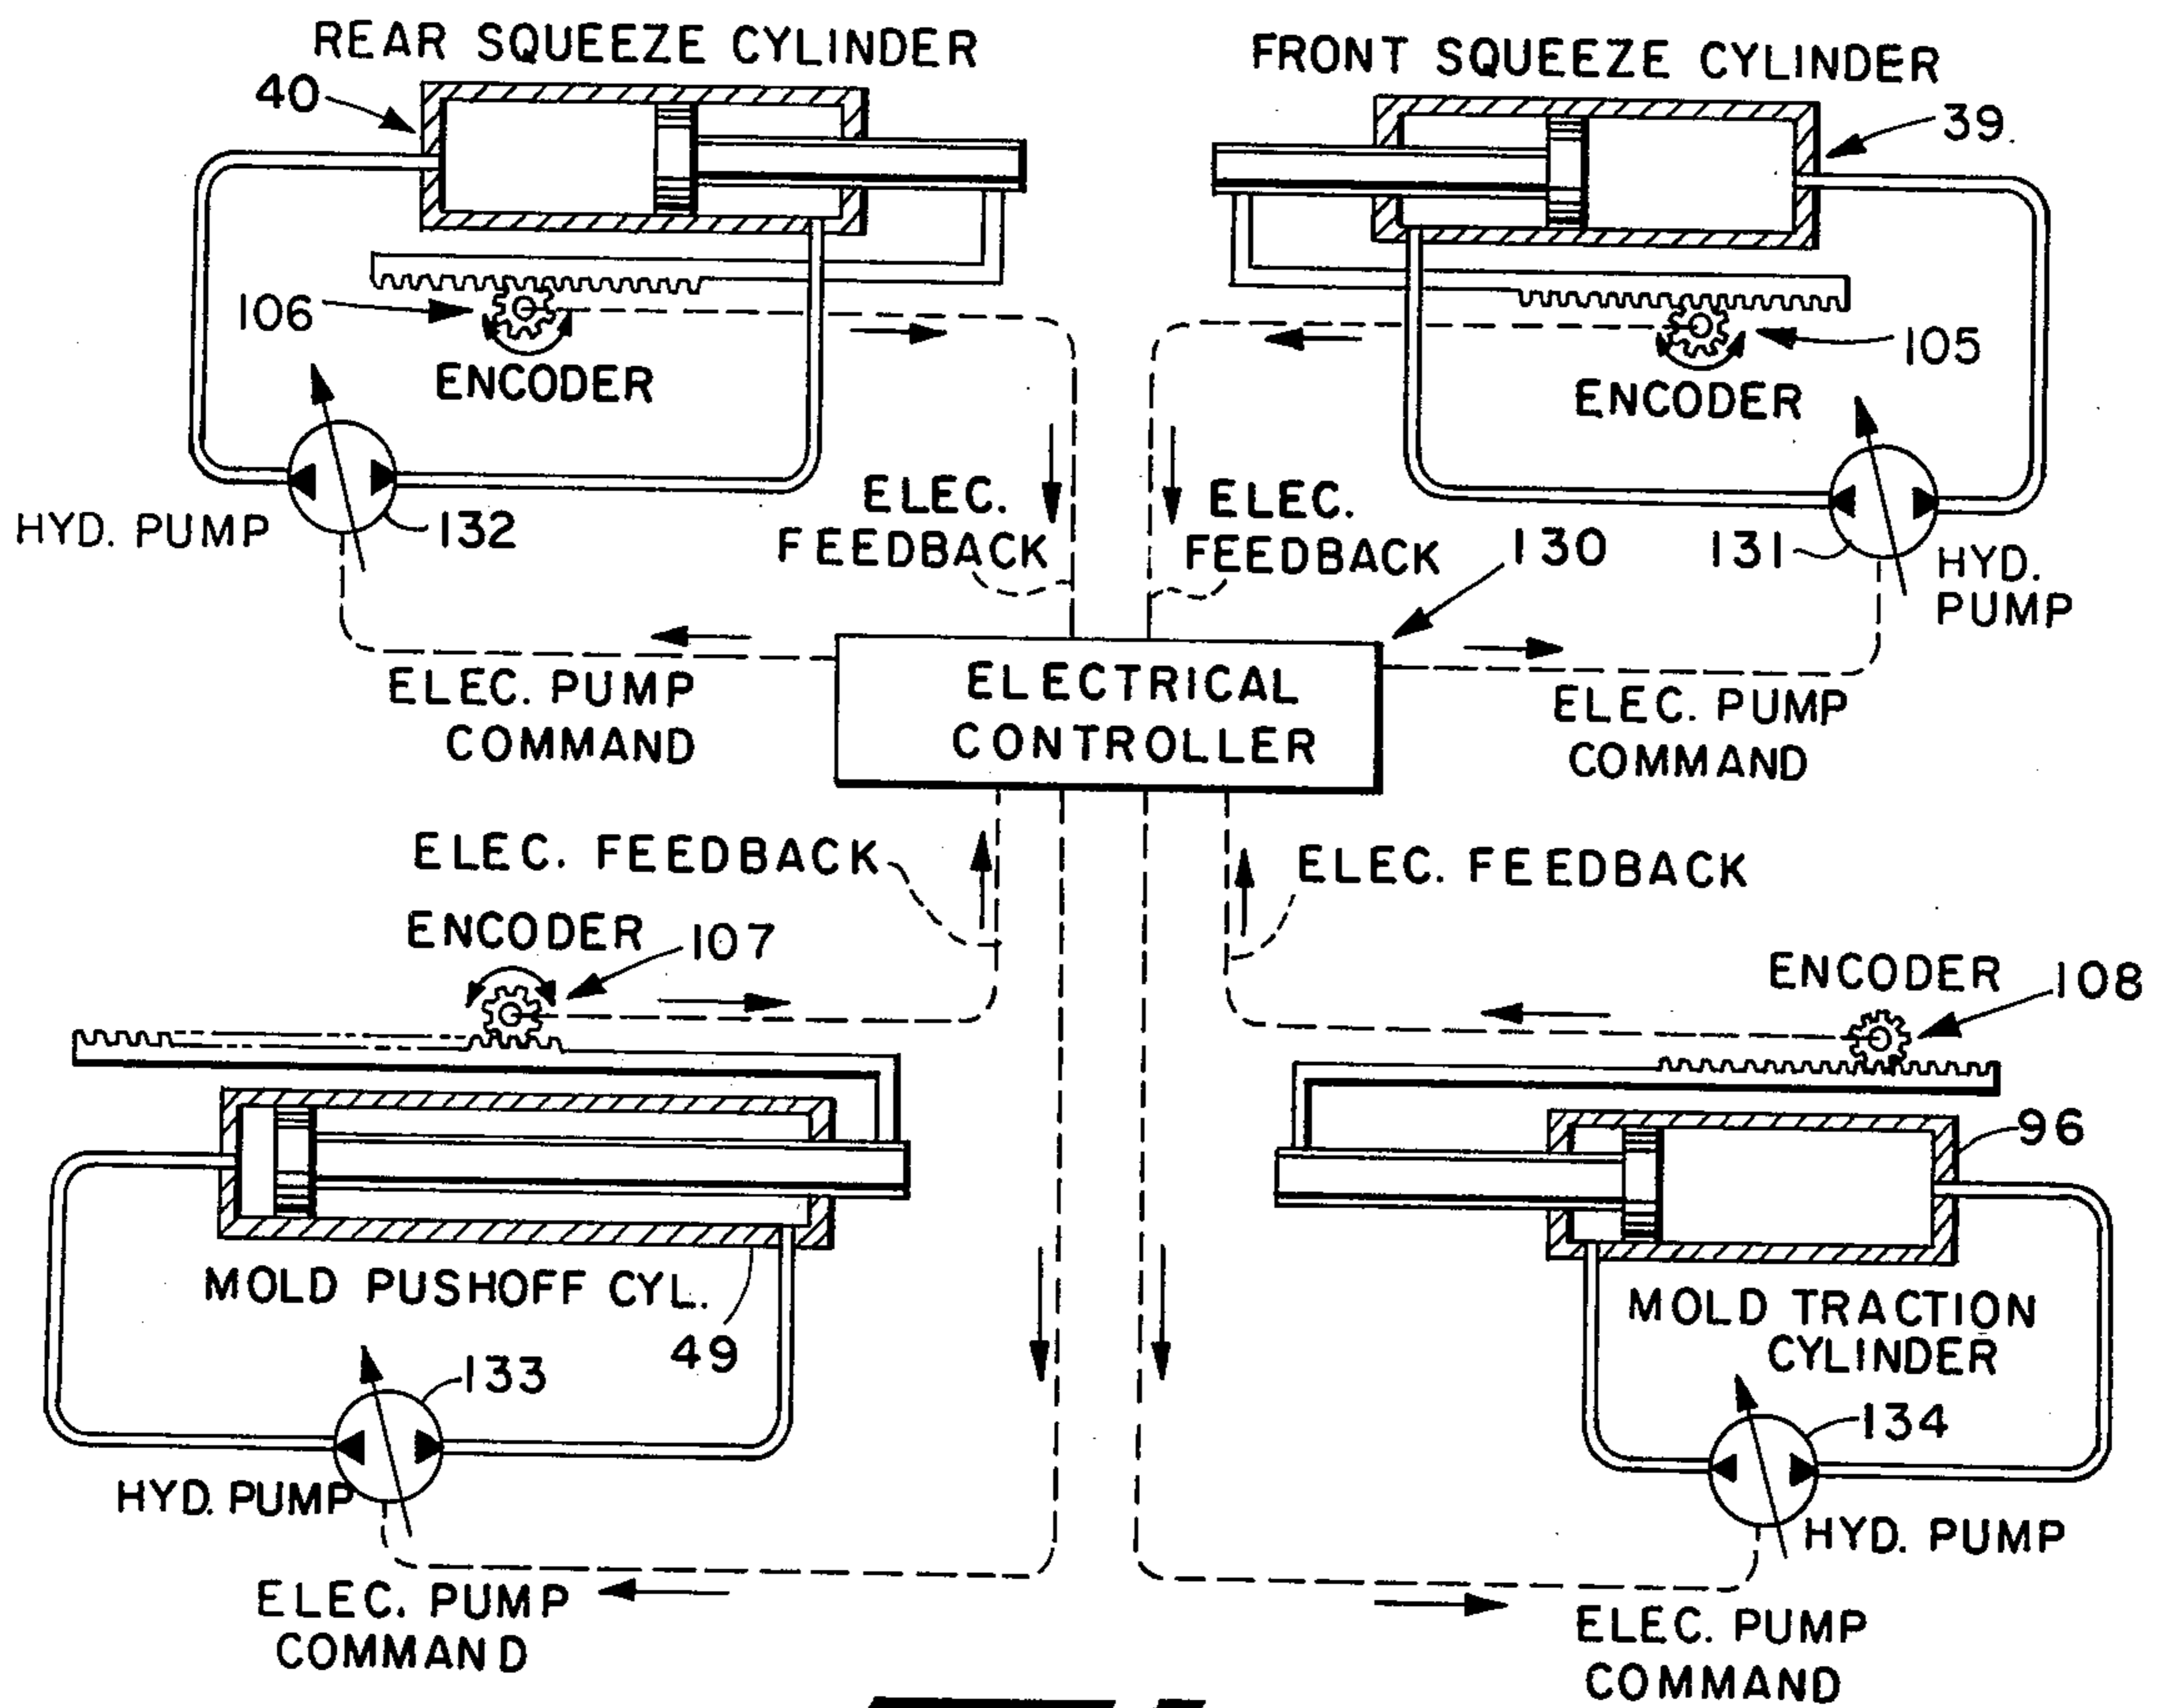 REAR SQUEEZE CYLINDER
FRONT SQUEEZE CYLINDER
40
39.
106
ENCODER
105
ENCODER
HYD. PUMP
132
ELEC.
FEEDBACK
ELEC.
FEEDBACK
130
131
HYD.
PUMP
ELEC. PUMP
COMMAND
ELECTRICAL
CONTROLLER
ELEC. PUMP
COMMAND
ELEC. FEEDBACK
ELEC. FEEDBACK
ENCODER
107
ENCODER
108
96
MOLD PUSHOFF CYL.
49
MOLD TRACTION
CYLINDER
133
134
HYD. PUMP
HYD. PUMP
ELEC. PUMP
COMMAND
ELEC. PUMP
COMMAND